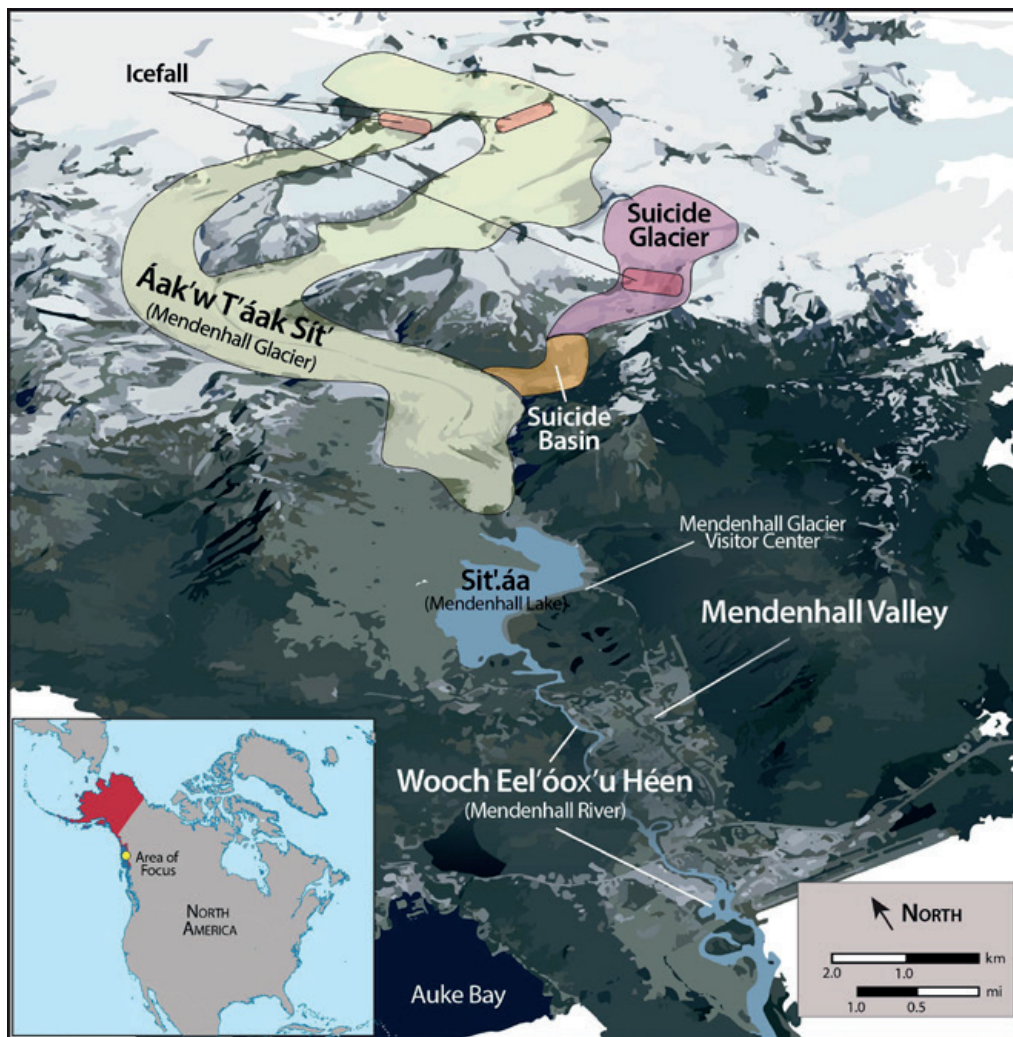 Icefall
Suicide
Glacier
Áak'w T'áak Sít'
(Mendenhall Glacier)
Suicide
Basin
Mendenhall Glacier
Visitor Center
Sit'.áa
(Mendenhall Lake)
Mendenhall Valley
Wooch Eel'óox'u Héen
(Mendenhall River)
Area of
Focus
NORTH
AMERICA
Auke Bay
NORTH
km
2.0 1.0
mi
1.0 0.5